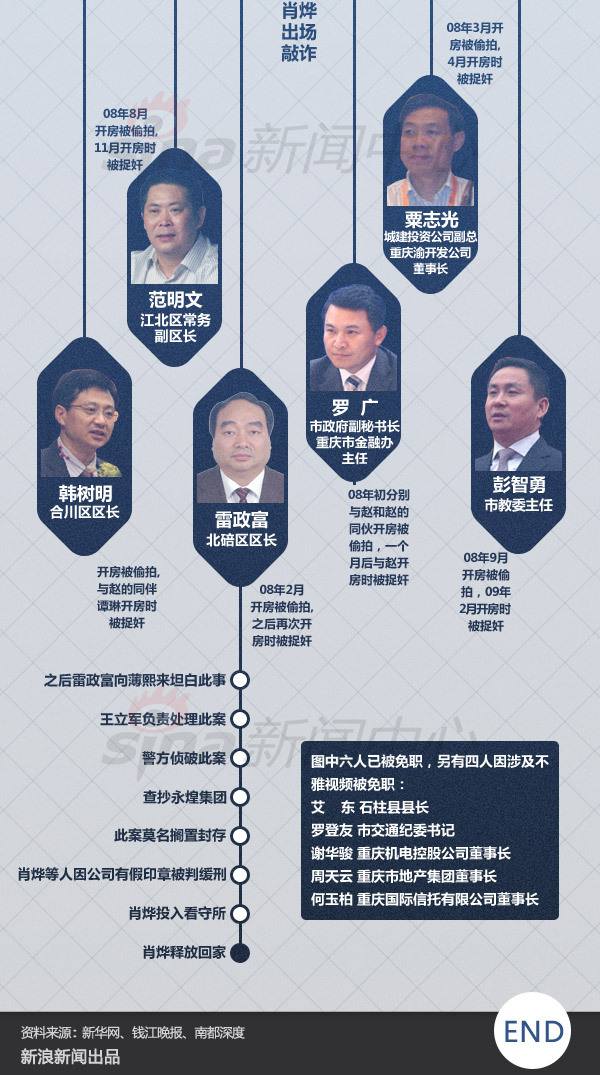 肖烨
出场
敲诈
08年3月开
房被偷拍,
4月开房时
被捉奸
08年8月
开房被偷拍,
11月开房时
被捉奸
sina 新闻中心
粟志光
城建投资公司副总
重庆渝开发公司
董事长
范明文
江北区常务
副区长
罗 广
市政府副秘书长
重庆市金融办
主任
韩树明
合川区区长
雷政富
北碚区区长
彭智勇
市教委主任
08年初分别
与赵和赵的
同伙开房被
偷拍，一个
月后与赵开
房时被捉奸
08年9月
开房被偷
拍，09年
2月开房时
被捉奸
开房被偷拍,
与赵的同伴
谭琳开房时
被捉奸
08年2月
开房被偷拍,
之后再次开
房时被捉奸
之后雷政富向薄熙来坦白此事
王立军负责处理此案
警方侦破此案
查抄永煌集团
此案莫名搁置封存
肖烨等人因公司有假印章被判缓刑
肖烨投入看守所
肖烨释放回家
sina 新闻中心
图中六人已被免职，另有四人因涉及不
雅视频被免职：
艾 东 石柱县县长
罗登友 市交通纪委书记
谢华骏 重庆机电控股公司董事长
周天云 重庆市地产集团董事长
何玉柏 重庆国际信托有限公司董事长
资料来源：新华网、钱江晚报、南都深度
新浪新闻出品
END